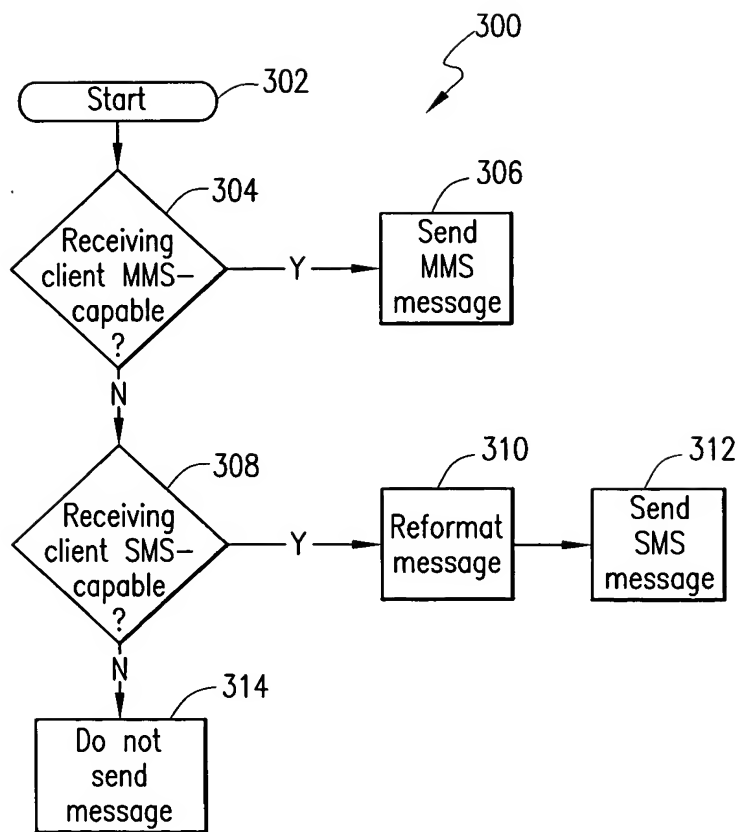 300
Start
302
304
Receiving
client MMS-
capable
?
Y
306
Send
MMS
message
N
308
Receiving
client SMS-
capable
?
Y
310
Reformat
message
312
Send
SMS
message
N
314
Do not
send
message